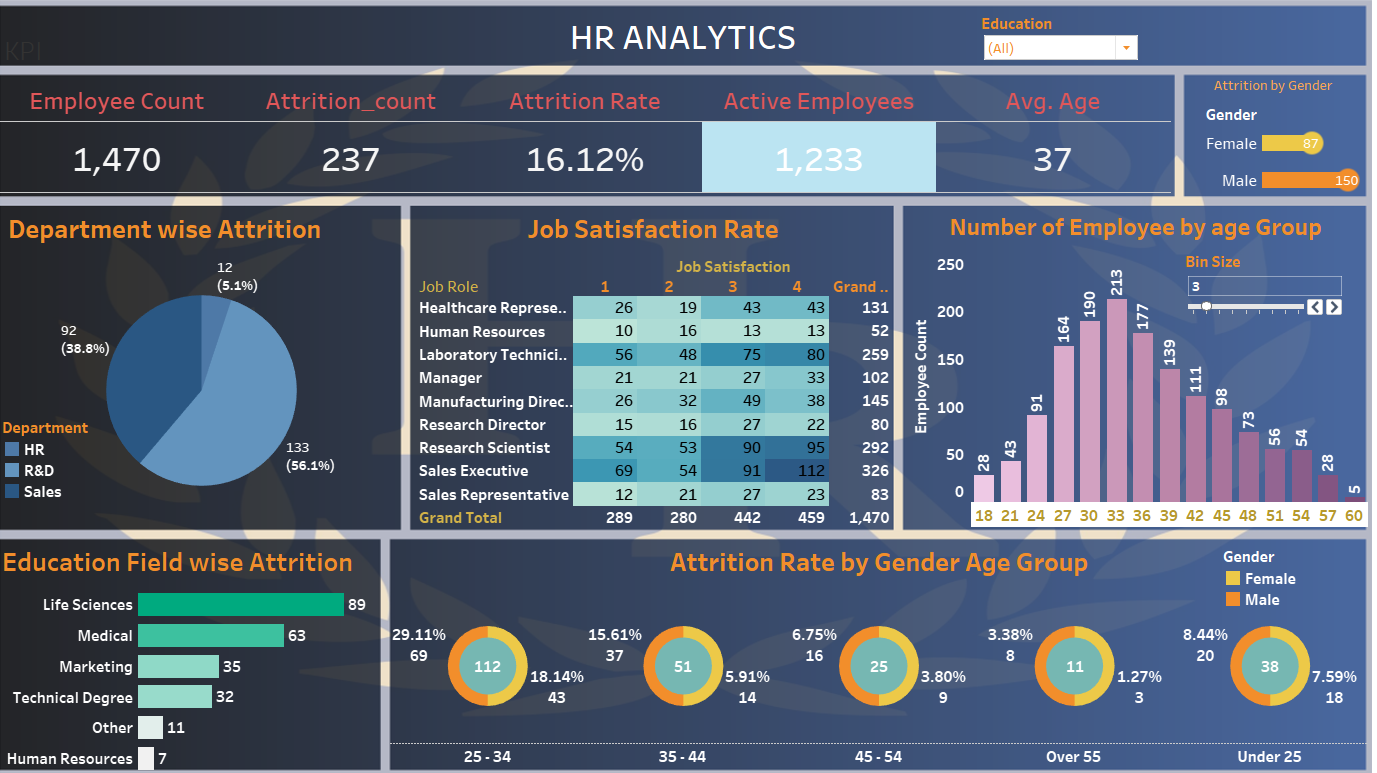 HR ANALYTICS
Education
(All)
KPI
Employee Count Attrition_count Attrition Rate Active Employees Avg. Age
1,470 237 16.12% 1,233 37
Attrition by Gender
Gender
Female 87
Male 150
Department wise Attrition
12
(5.1%)
92
(38.8%)
133
(56.1%)
Department
HR
R&D
Sales
Job Satisfaction Rate
Job Satisfaction
Job Role 1 2 3 4 Grand ..
Healthcare Represe.. 26 19 43 43 131
Human Resources 10 16 13 13 52
Laboratory Technici.. 56 48 75 80 259
Manager 21 21 27 33 102
Manufacturing Direc.. 26 32 49 38 145
Research Director 15 16 27 22 80
Research Scientist 54 53 90 95 292
Sales Executive 69 54 91 112 326
Sales Representative 12 21 27 23 83
Grand Total 289 280 442 459 1,470
Number of Employee by age Group
Bin Size
3
Employee Count
250
200
150
100
50
0
28 43 91 164 190 213 177 139 111 98 73 56 54 28 5
18 21 24 27 30 33 36 39 42 45 48 51 54 57 60
Education Field wise Attrition
Life Sciences 89
Medical 63
Marketing 35
Technical Degree 32
Other 11
Human Resources 7
Attrition Rate by Gender Age Group
Gender
Female
Male
29.11%
69
112
18.14%
43
15.61%
37
51
5.91%
14
6.75%
16
25
3.80%
9
3.38%
8
11
1.27%
3
8.44%
20
38
7.59%
18
25 - 34 35 - 44 45 - 54 Over 55 Under 25